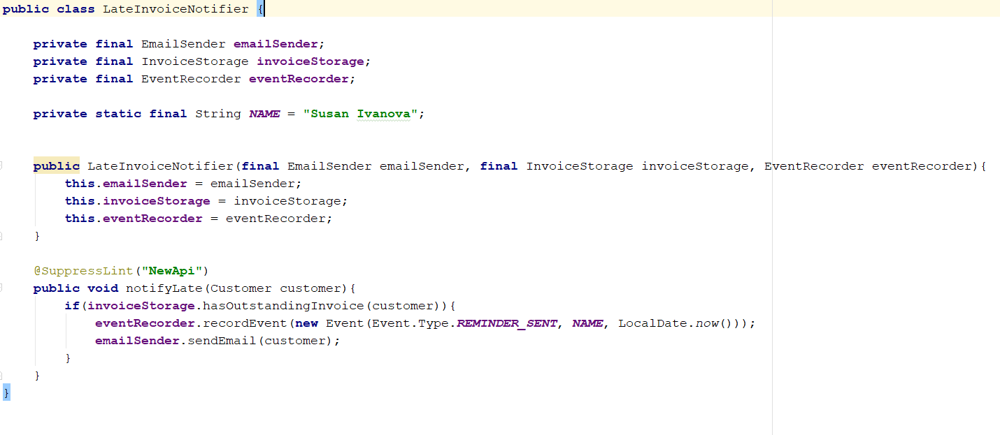 public class LateInvoiceNotifier {
private final EmailSender emailSender;
private final InvoiceStorage invoiceStorage;
private final EventRecorder eventRecorder;
private static final String NAME = "Susan Ivanova";
public LateInvoiceNotifier(final EmailSender emailSender, final InvoiceStorage invoiceStorage, EventRecorder eventRecorder){
this.emailSender = emailSender;
this.invoiceStorage = invoiceStorage;
this.eventRecorder = eventRecorder;
}
@SuppressLint("NewApi")
public void notifyLate(Customer customer){
if(invoiceStorage.hasOutstandingInvoice(customer)){
eventRecorder.recordEvent(new Event(Event.Type.REMINDER_SENT, NAME, LocalDate.now()));
emailSender.sendEmail(customer);
}
}
}